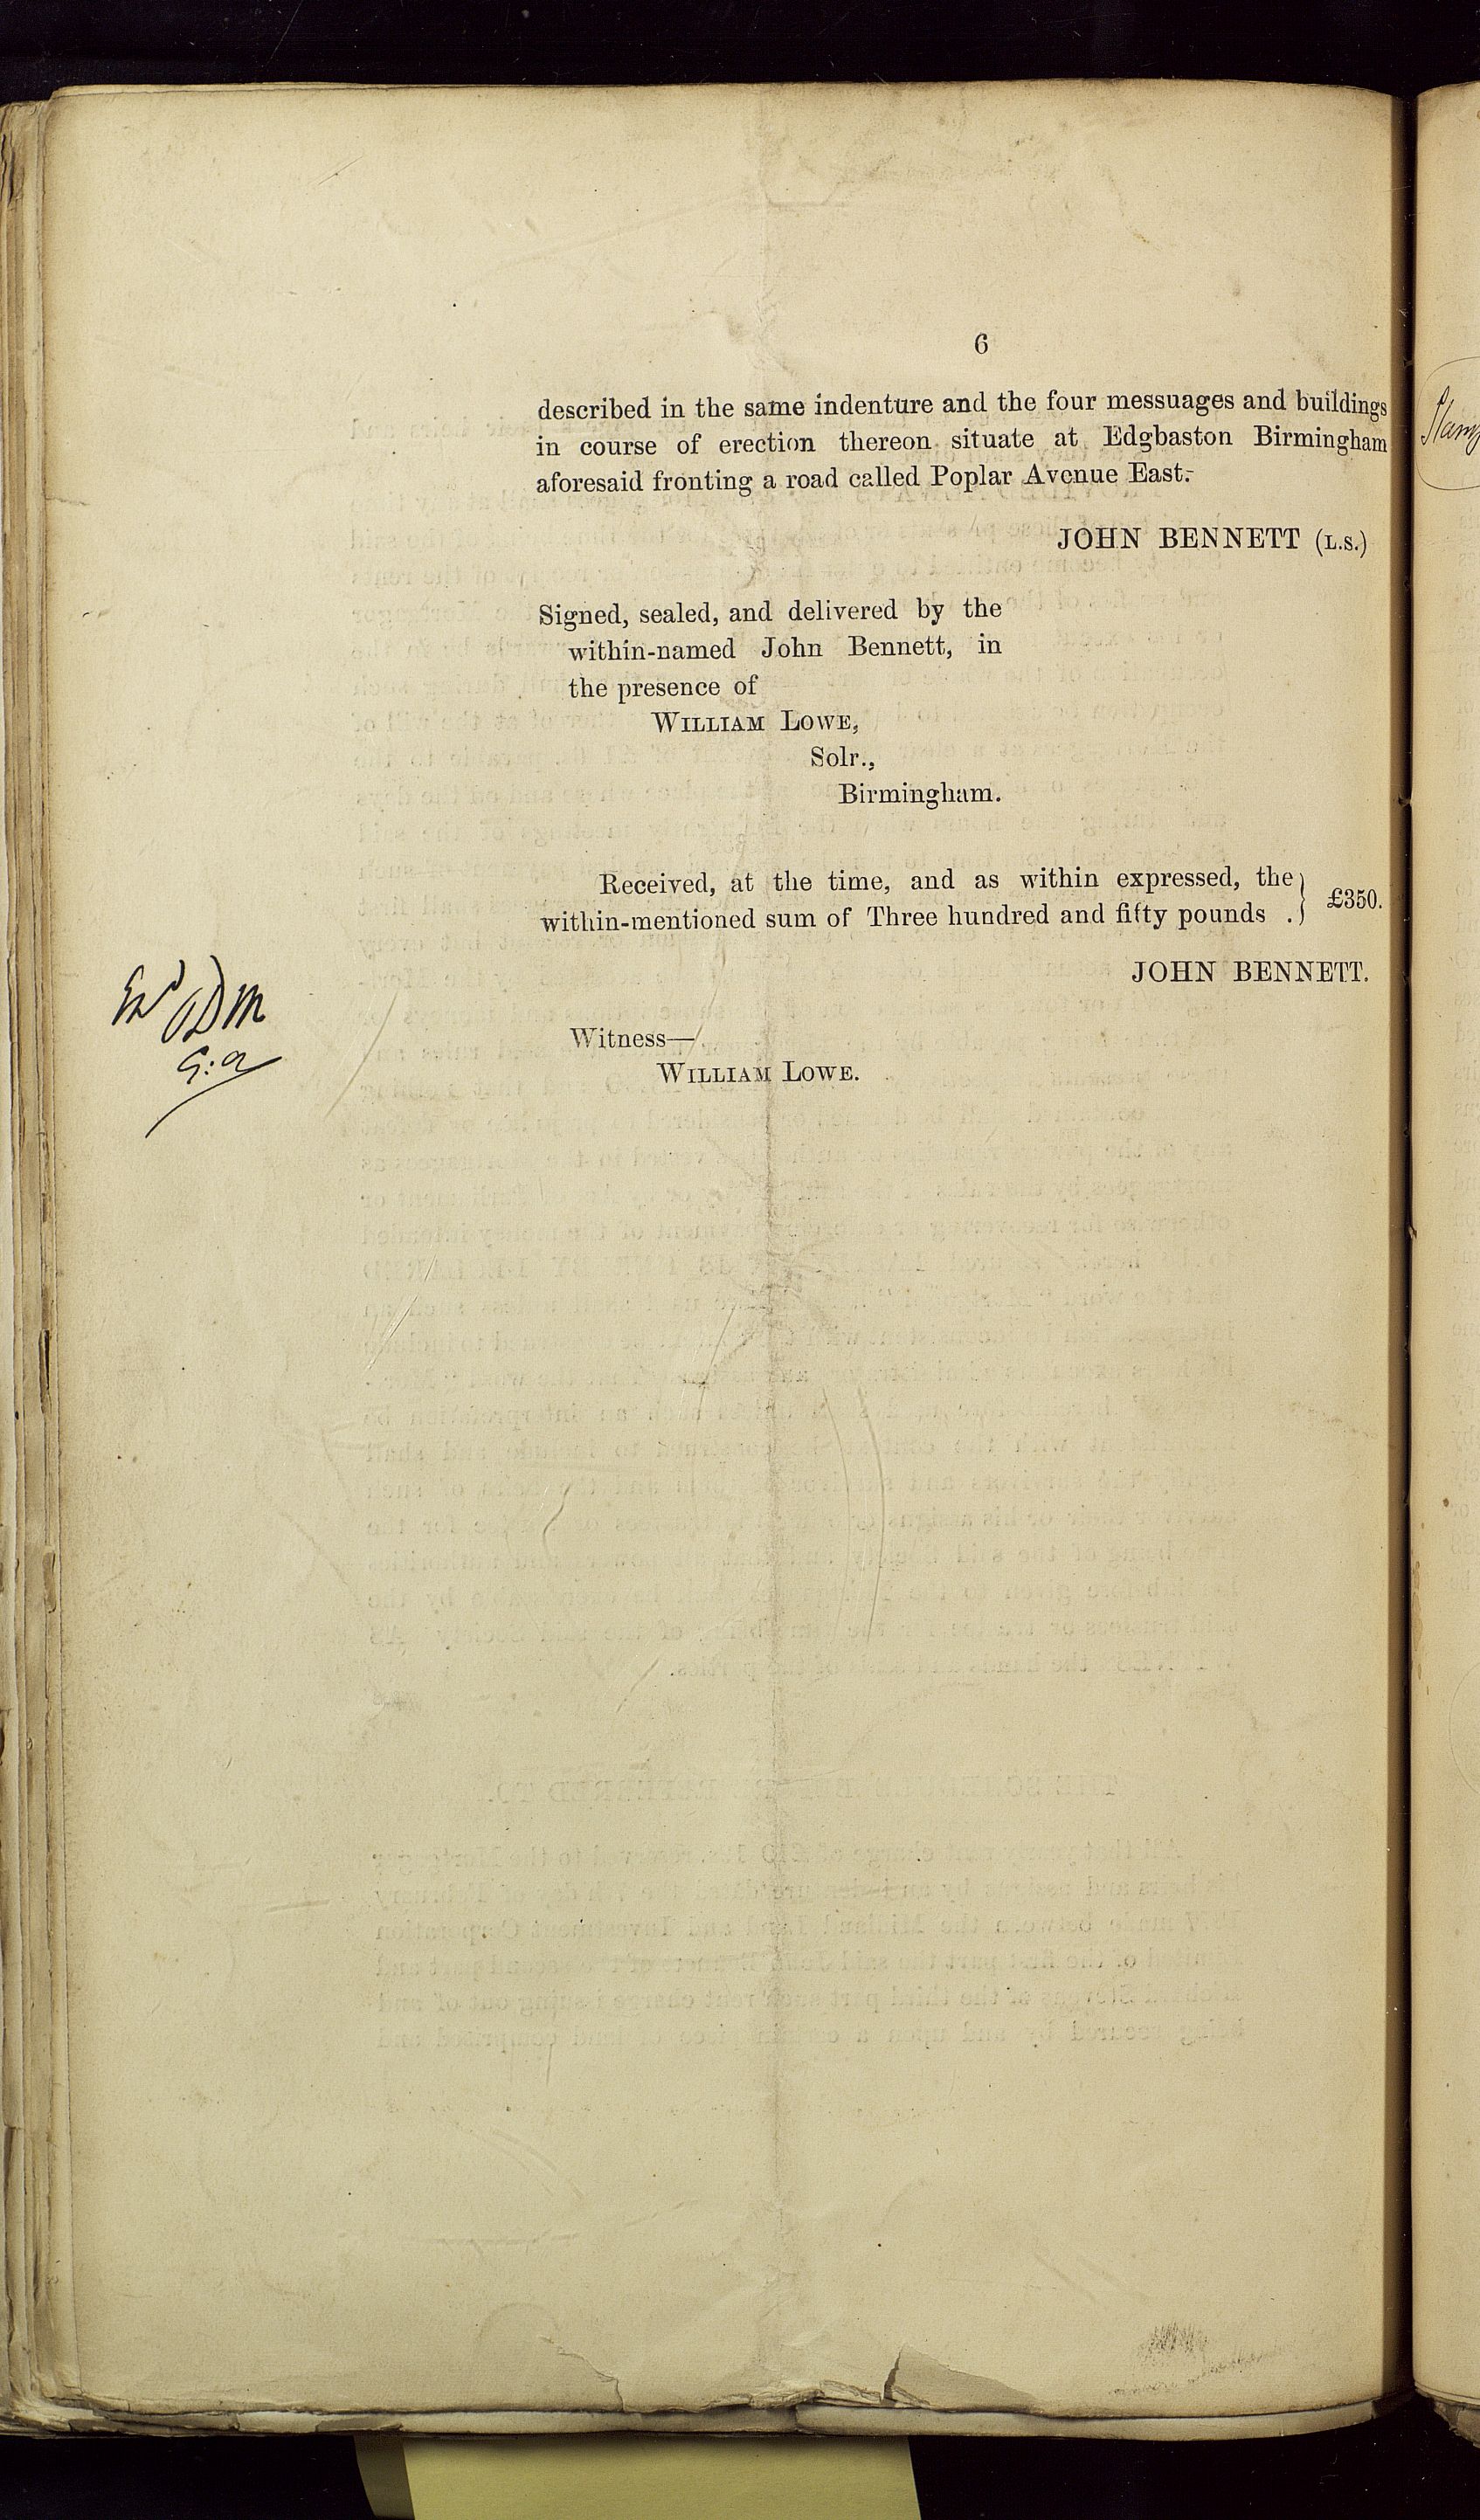 6
described in the same indenture and the four messuages and buildings
in course of erection thereon situate at Edgbaston Birmingham
aforesaid fronting a road called Poplar Avenue East.
JOHN BENNETT (L.S.)
Signed, sealed, and delivered by the
within-named John Bennett, in
the presence of
WILLIAM LOWE,
Solr.,
Birmingham.
Received, at the time, and as within expressed, the
within-mentioned sum of Three hundred and fifty pounds . } £350.
JOHN BENNETT.
Witness—
WILLIAM LOWE.